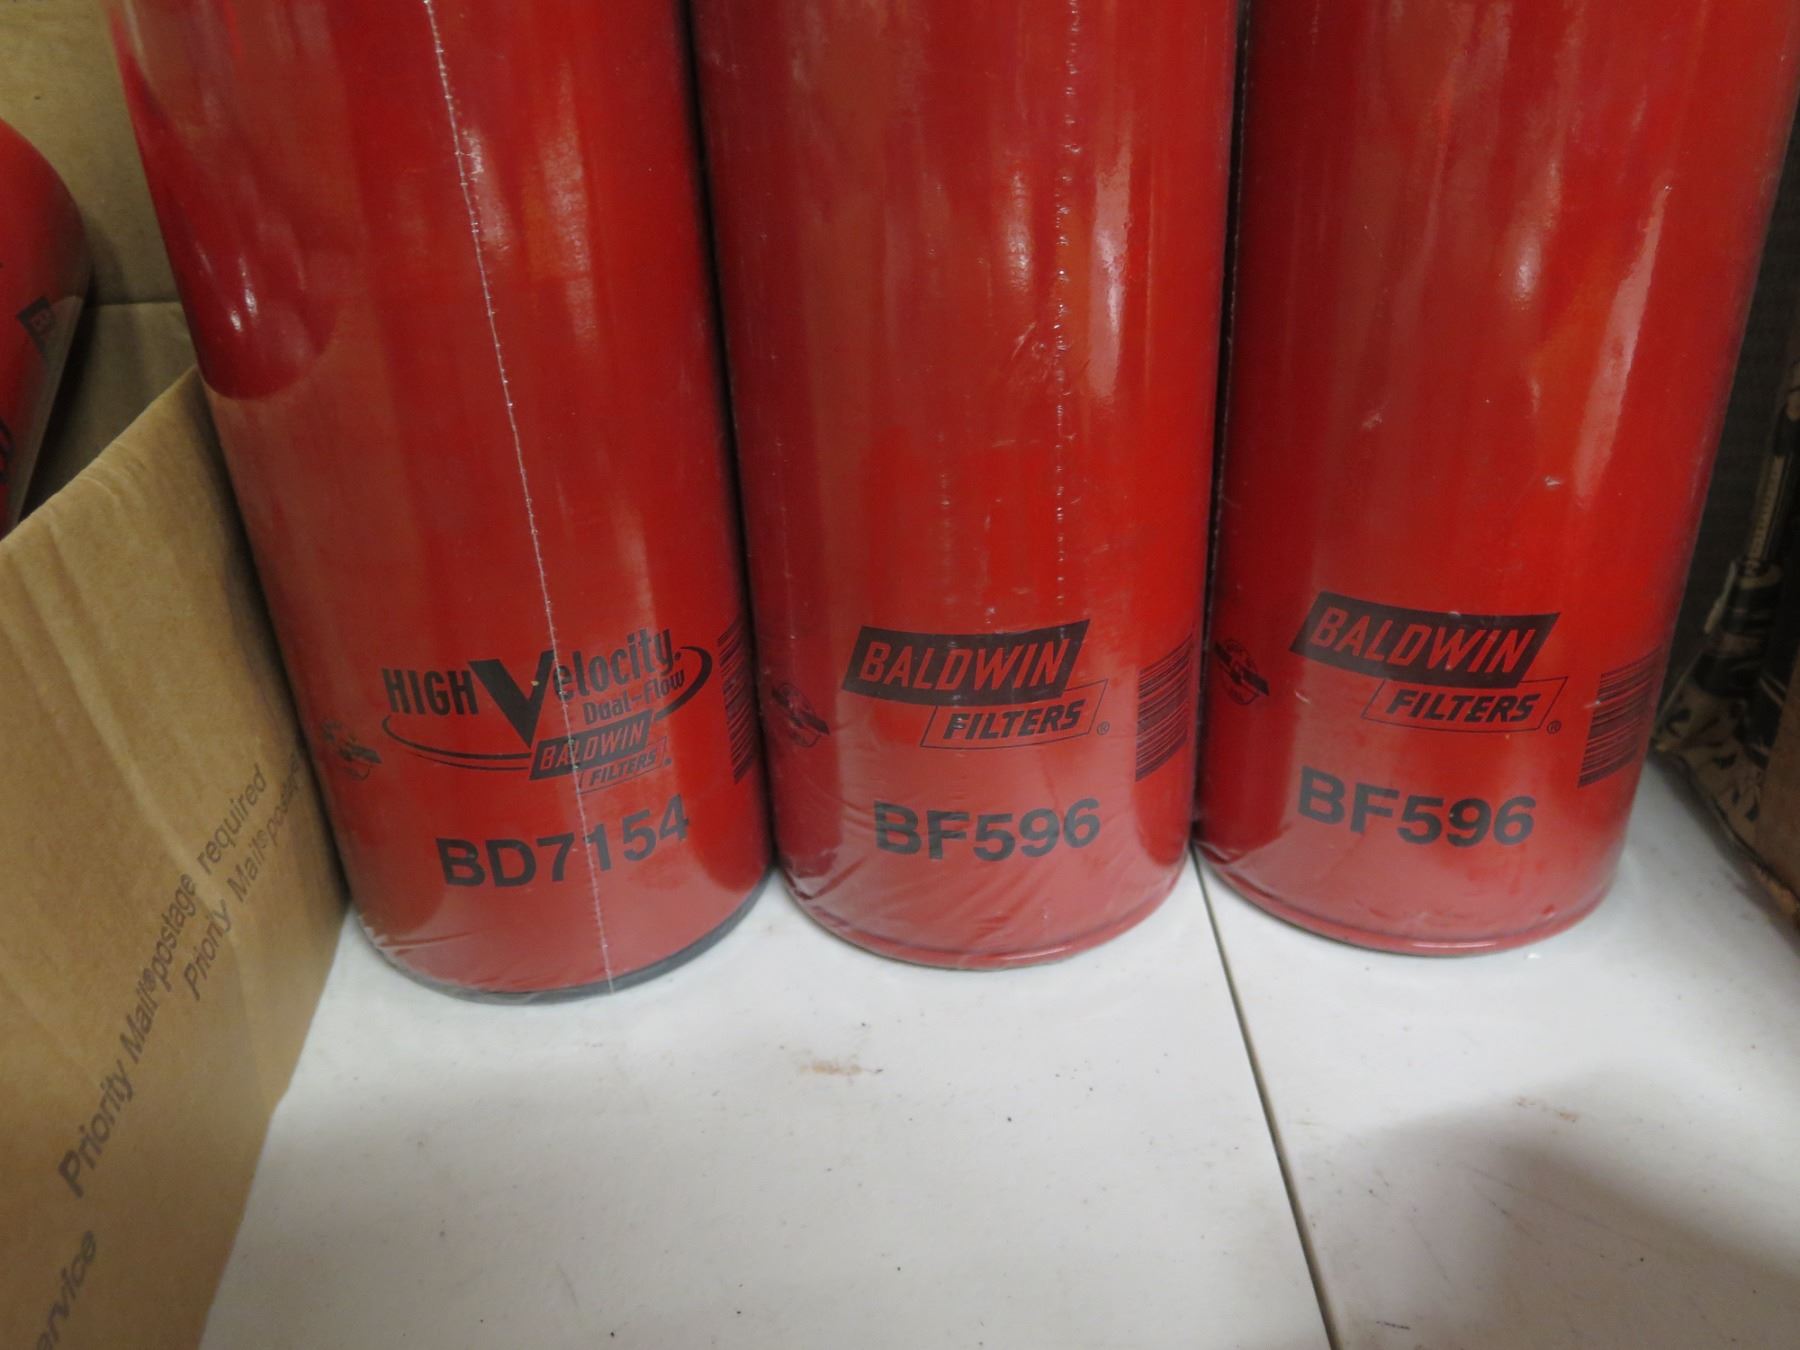 HIGH Velocity
Dual-Flow
BALDWIN
FILTERS®
BD7154
BALDWIN
FILTERS®
BF596
BALDWIN
FILTERS®
BF596
Priority Mail® postage required
Priority Mail® postage
ervice